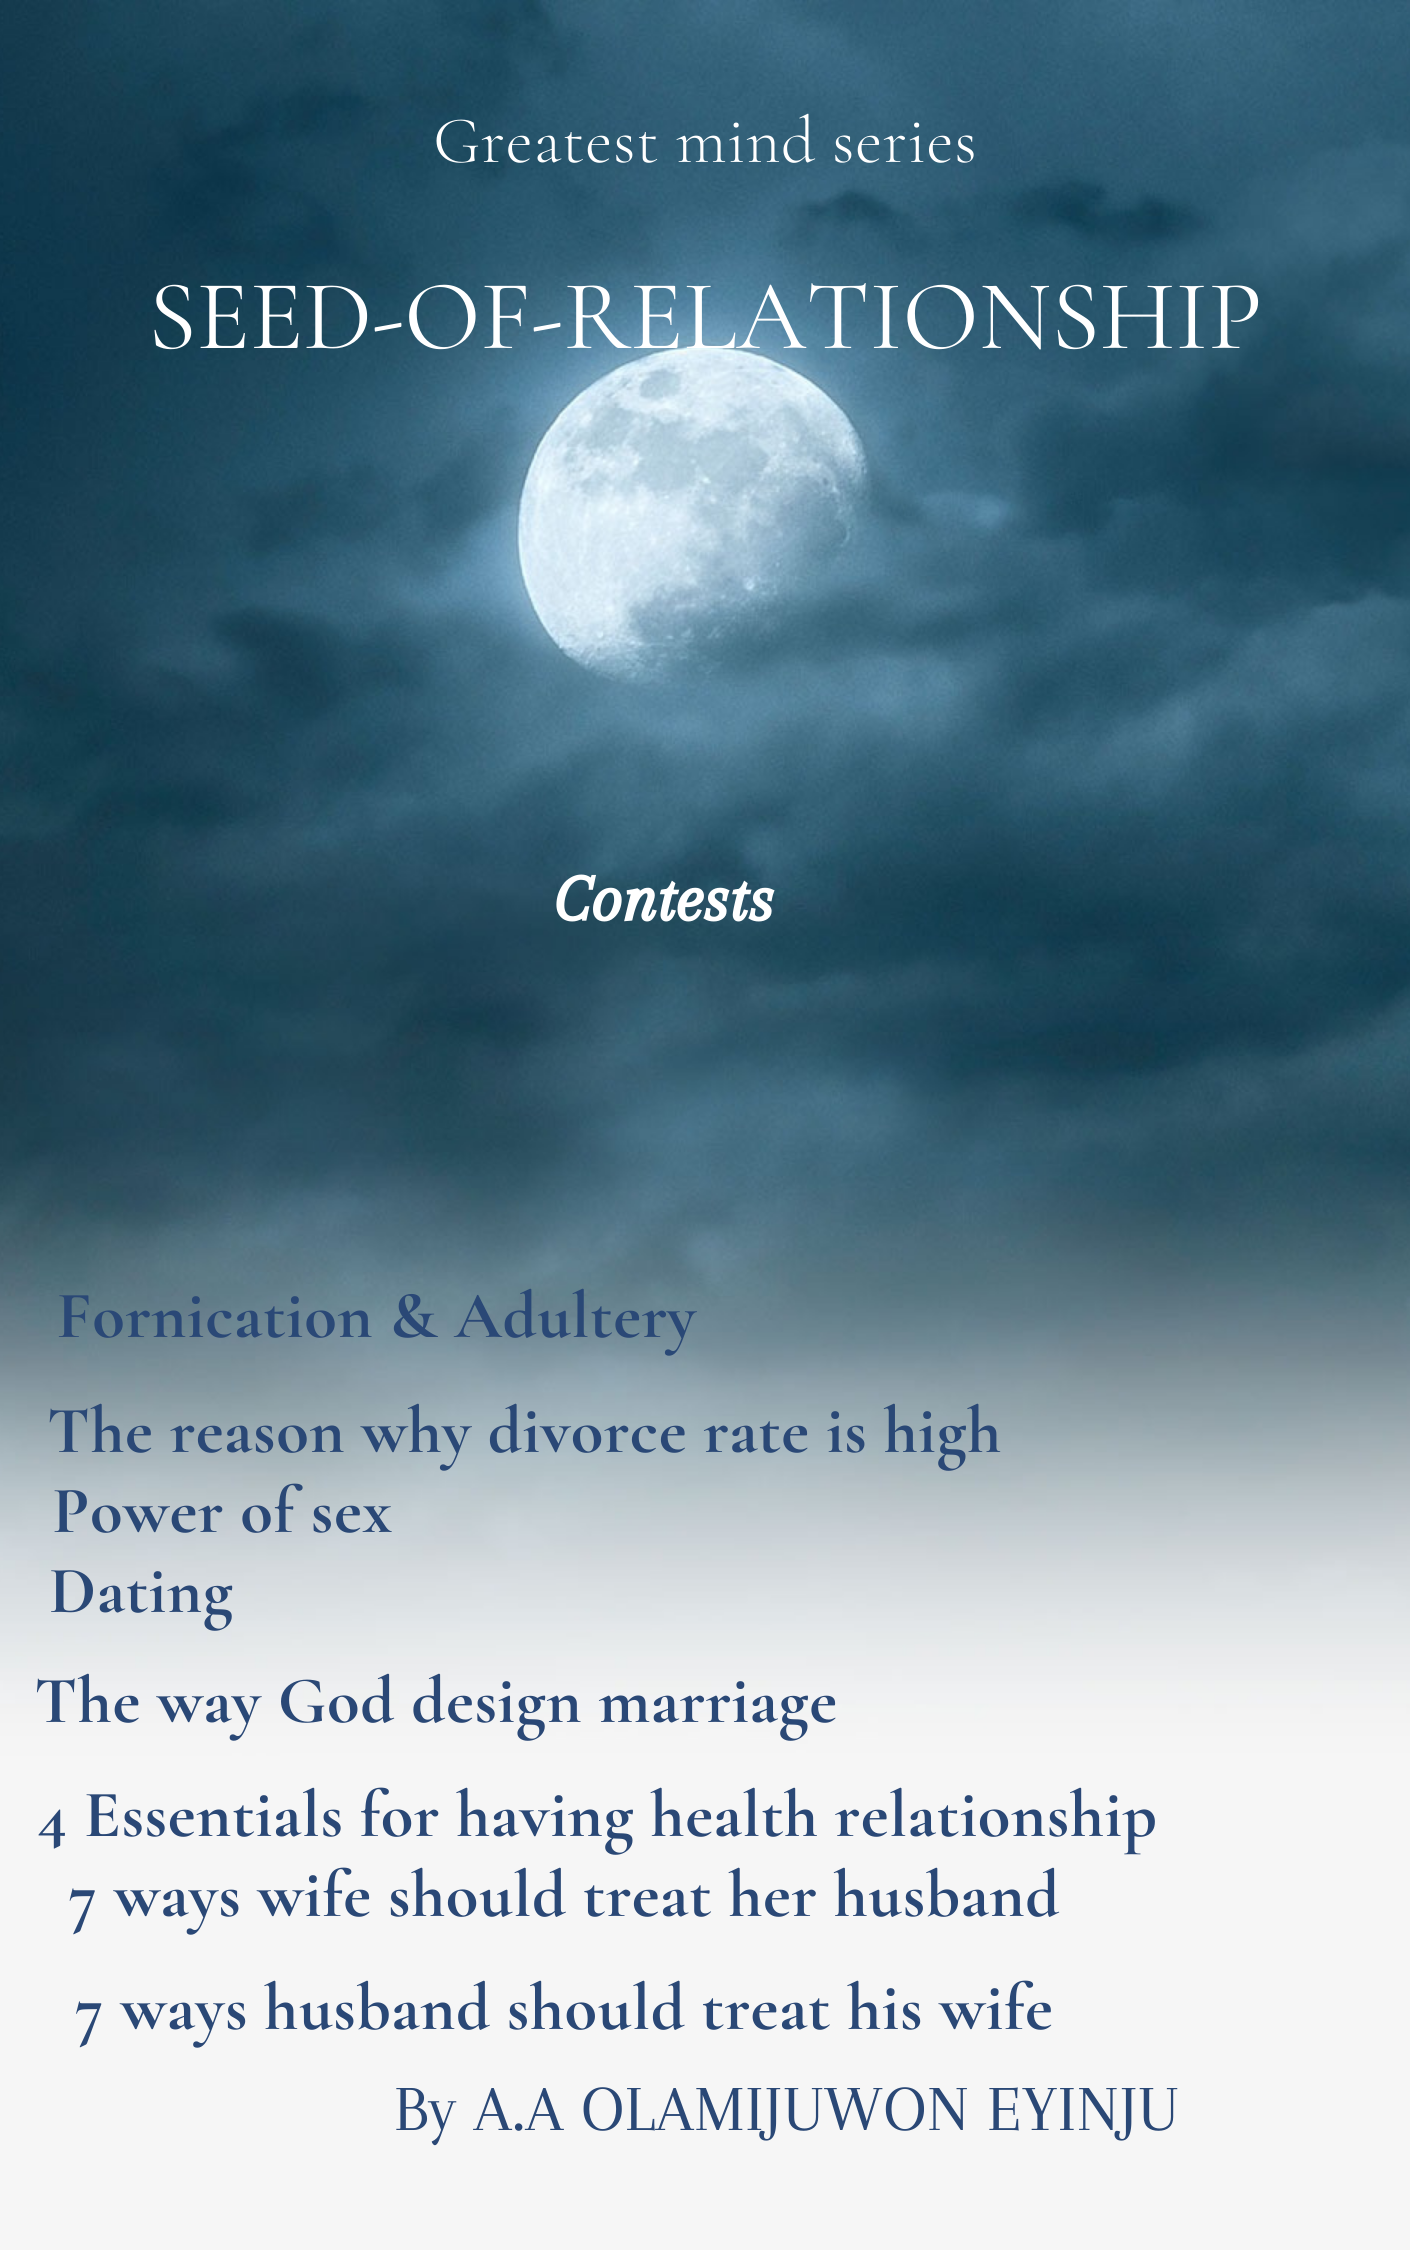 Greatest mind series
SEED-OF-RELATIONSHIP
Contests
Fornication & Adultery
The reason why divorce rate is high
Power of sex
Dating
The way God design marriage
4 Essentials for having health relationship
7 ways wife should treat her husband
7 ways husband should treat his wife
By A.A OLAMIJUWON EYINJU